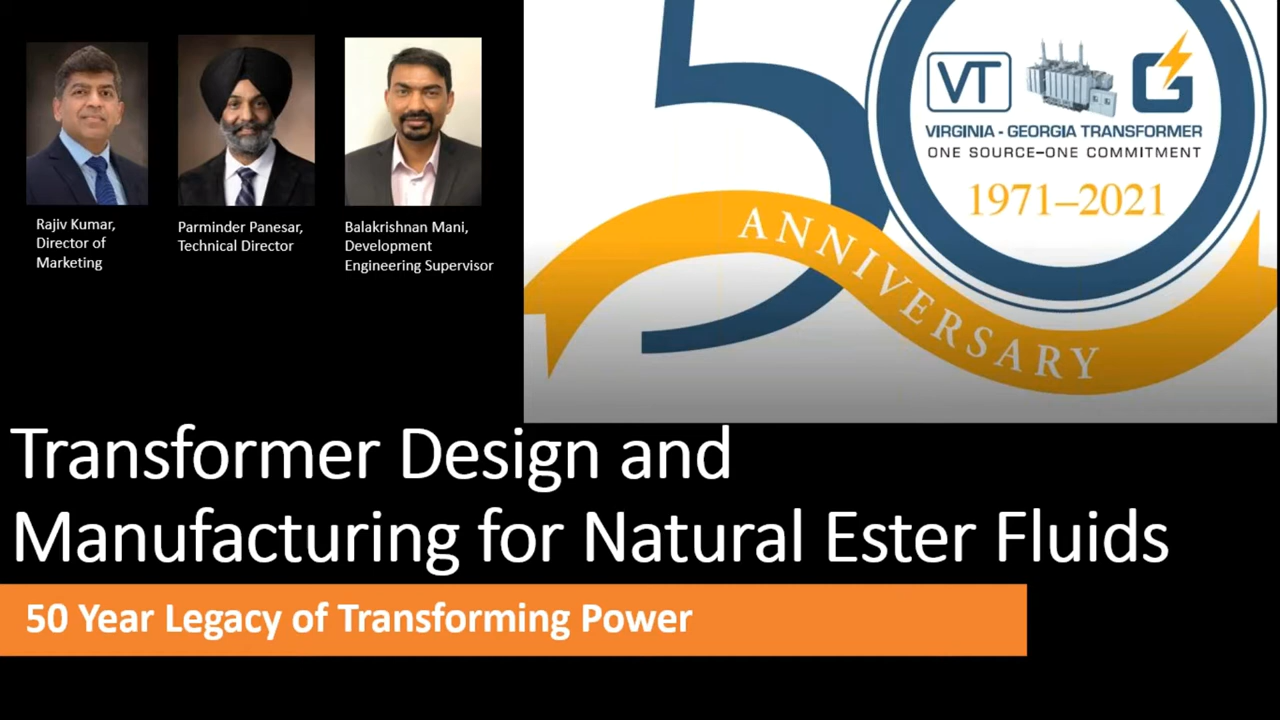 Rajiv Kumar,
Director of
Marketing
Parminder Panesar,
Technical Director
Balakrishnan Mani,
Development
Engineering Supervisor
50
VT
G
VIRGINIA - GEORGIA TRANSFORMER
ONE SOURCE–ONE COMMITMENT
1971–2021
ANNIVERSARY
Transformer Design and
Manufacturing for Natural Ester Fluids
50 Year Legacy of Transforming Power